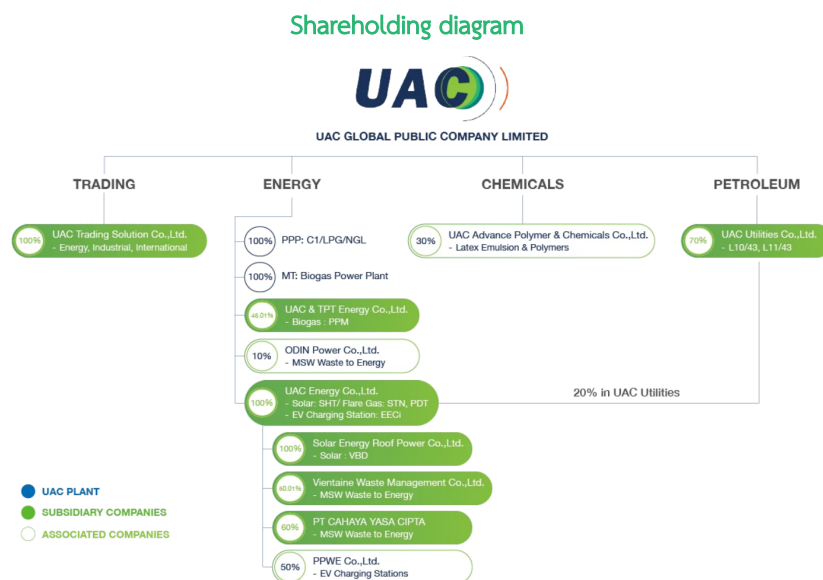 Shareholding diagram
UAC
UAC GLOBAL PUBLIC COMPANY LIMITED
TRADING
ENERGY
CHEMICALS
PETROLEUM
100%
UAC Trading Solution Co.,Ltd.
- Energy, Industrial, International
100%
PPP: C1/LPG/NGL
30%
UAC Advance Polymer & Chemicals Co.,Ltd.
- Latex Emulsion & Polymers
70%
UAC Utilities Co.,Ltd.
- L10/43, L11/43
100%
MT: Biogas Power Plant
UAC & TPT Energy Co.,Ltd.
- Biogas : PPM
10%
ODIN Power Co.,Ltd.
- MSW Waste to Energy
100%
UAC Energy Co.,Ltd.
- Solar: SHT/ Flare Gas: STN, PDT
- EV Charging Station: EECi
20% in UAC Utilities
100%
Solar Energy Roof Power Co.,Ltd.
- Solar : VBD
60.01%
Vientaine Waste Management Co.,Ltd.
- MSW Waste to Energy
60%
PT CAHAYA YASA CIPTA
- MSW Waste to Energy
50%
PPWE Co.,Ltd.
- EV Charging Stations
UAC PLANT
SUBSIDIARY COMPANIES
ASSOCIATED COMPANIES